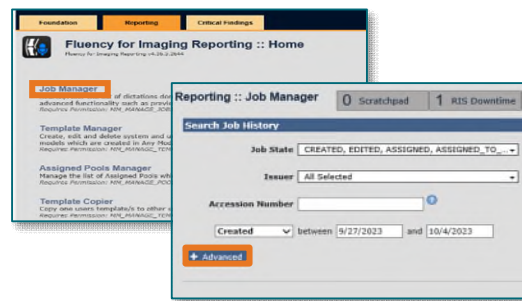 Foundation
Reporting
Critical Findings
Fluency for Imaging Reporting :: Home
Job Manager
of dictations
advanced functionality such as
Template Manager
Create, edit and delete system and
models which are created in Any
Assigned Pools Manager
Manage the list of Assigned Pools
Template Copier
Copy one users template/s to other
Reporting :: Job Manager
0 Scratchpad
1 RIS Downtime
Search Job History
Job State CREATED, EDITED, ASSIGNED, ASSIGNED_TO_...
Issuer All Selected
Accession Number
Created between 9/27/2023 and 10/4/2023
+ Advanced